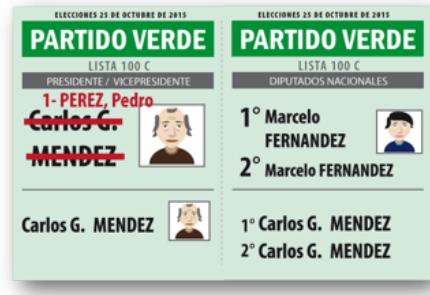 ELECCIONES 25 DE OCTUBRE DE 2015
PARTIDO VERDE
LISTA 100 C
PRESIDENTE / VICEPRESIDENTE
1- PEREZ, Pedro
Carlos G.
MENDEZ
Carlos G. MENDEZ
ELECCIONES 25 DE OCTUBRE DE 2015
PARTIDO VERDE
LISTA 100 C
DIPUTADOS NACIONALES
1° Marcelo
FERNANDEZ
2° Marcelo FERNANDEZ
1° Carlos G. MENDEZ
2° Carlos G. MENDEZ